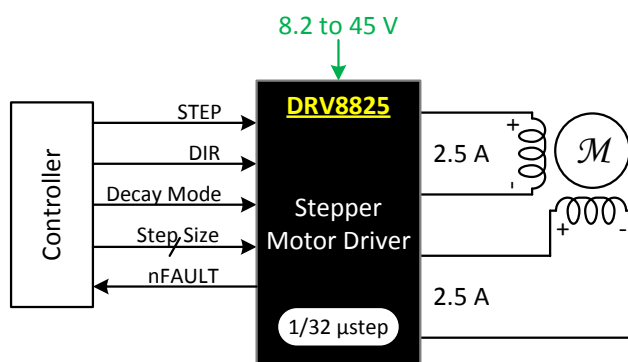 8.2 to 45 V
Controller
STEP
DIR
Decay Mode
Step Size
nFAULT
DRV8825
Stepper
Motor Driver
1/32 µstep
2.5 A
2.5 A
+
-
M
+
-